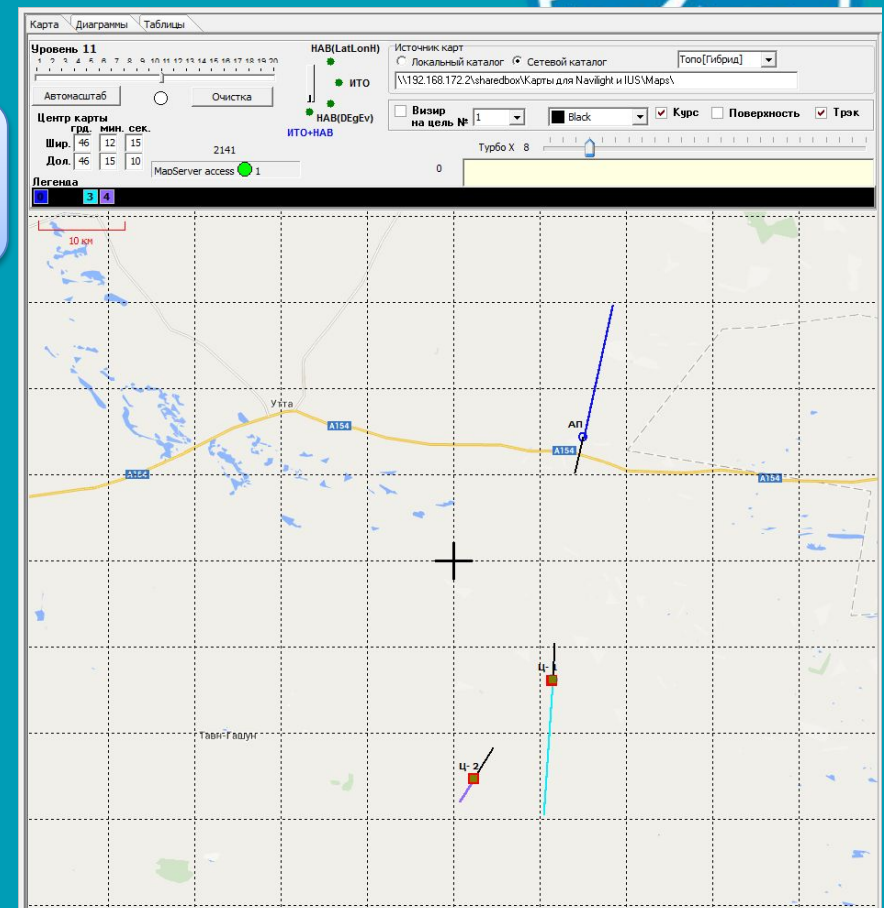 Карта Диаграммы Таблицы
Уровень 11
1 2 3 4 5 6 7 8 9 10 11 12 13 14 15 16 17 18 19 20
Автомасштаб Очистка
Центр карты
грд. мин. сек.
Шир. 46 12 15
Дол. 46 15 10
2141
MapServer access 1
НАВ(LatLonH)
ИТО
НАВ(DEgEv)
ИТО+НАВ
Источник карт
Локальный каталог Сетевой каталог Топо[Гибрид]
\\192.168.172.2\sharedbox\Карты для Navilight и IUS\Maps\
Визир
на цель № 1 Black Курс Поверхность Трэк
Турбо X 8
0
Легенда
0 3 4
10 км
Утта
АП
А154
А154
А154
А154
Ц- 1
Тавн-Гашун
Ц- 2